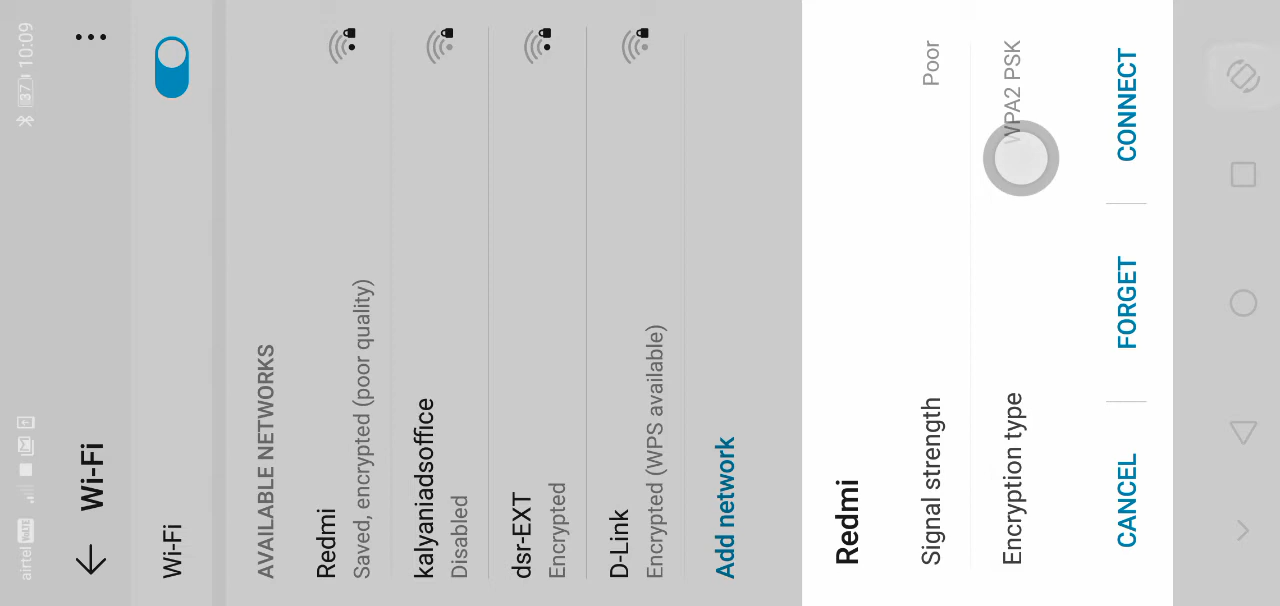 airtel VoLTE 37 10:09
Wi-Fi
Wi-Fi
AVAILABLE NETWORKS
Redmi
Saved, encrypted (poor quality)
kalyaniadsoffice
Disabled
dsr-EXT
Encrypted
D-Link
Encrypted (WPS available)
Add network
Redmi
Signal strength Poor
Encryption type WPA2 PSK
CANCEL FORGET CONNECT